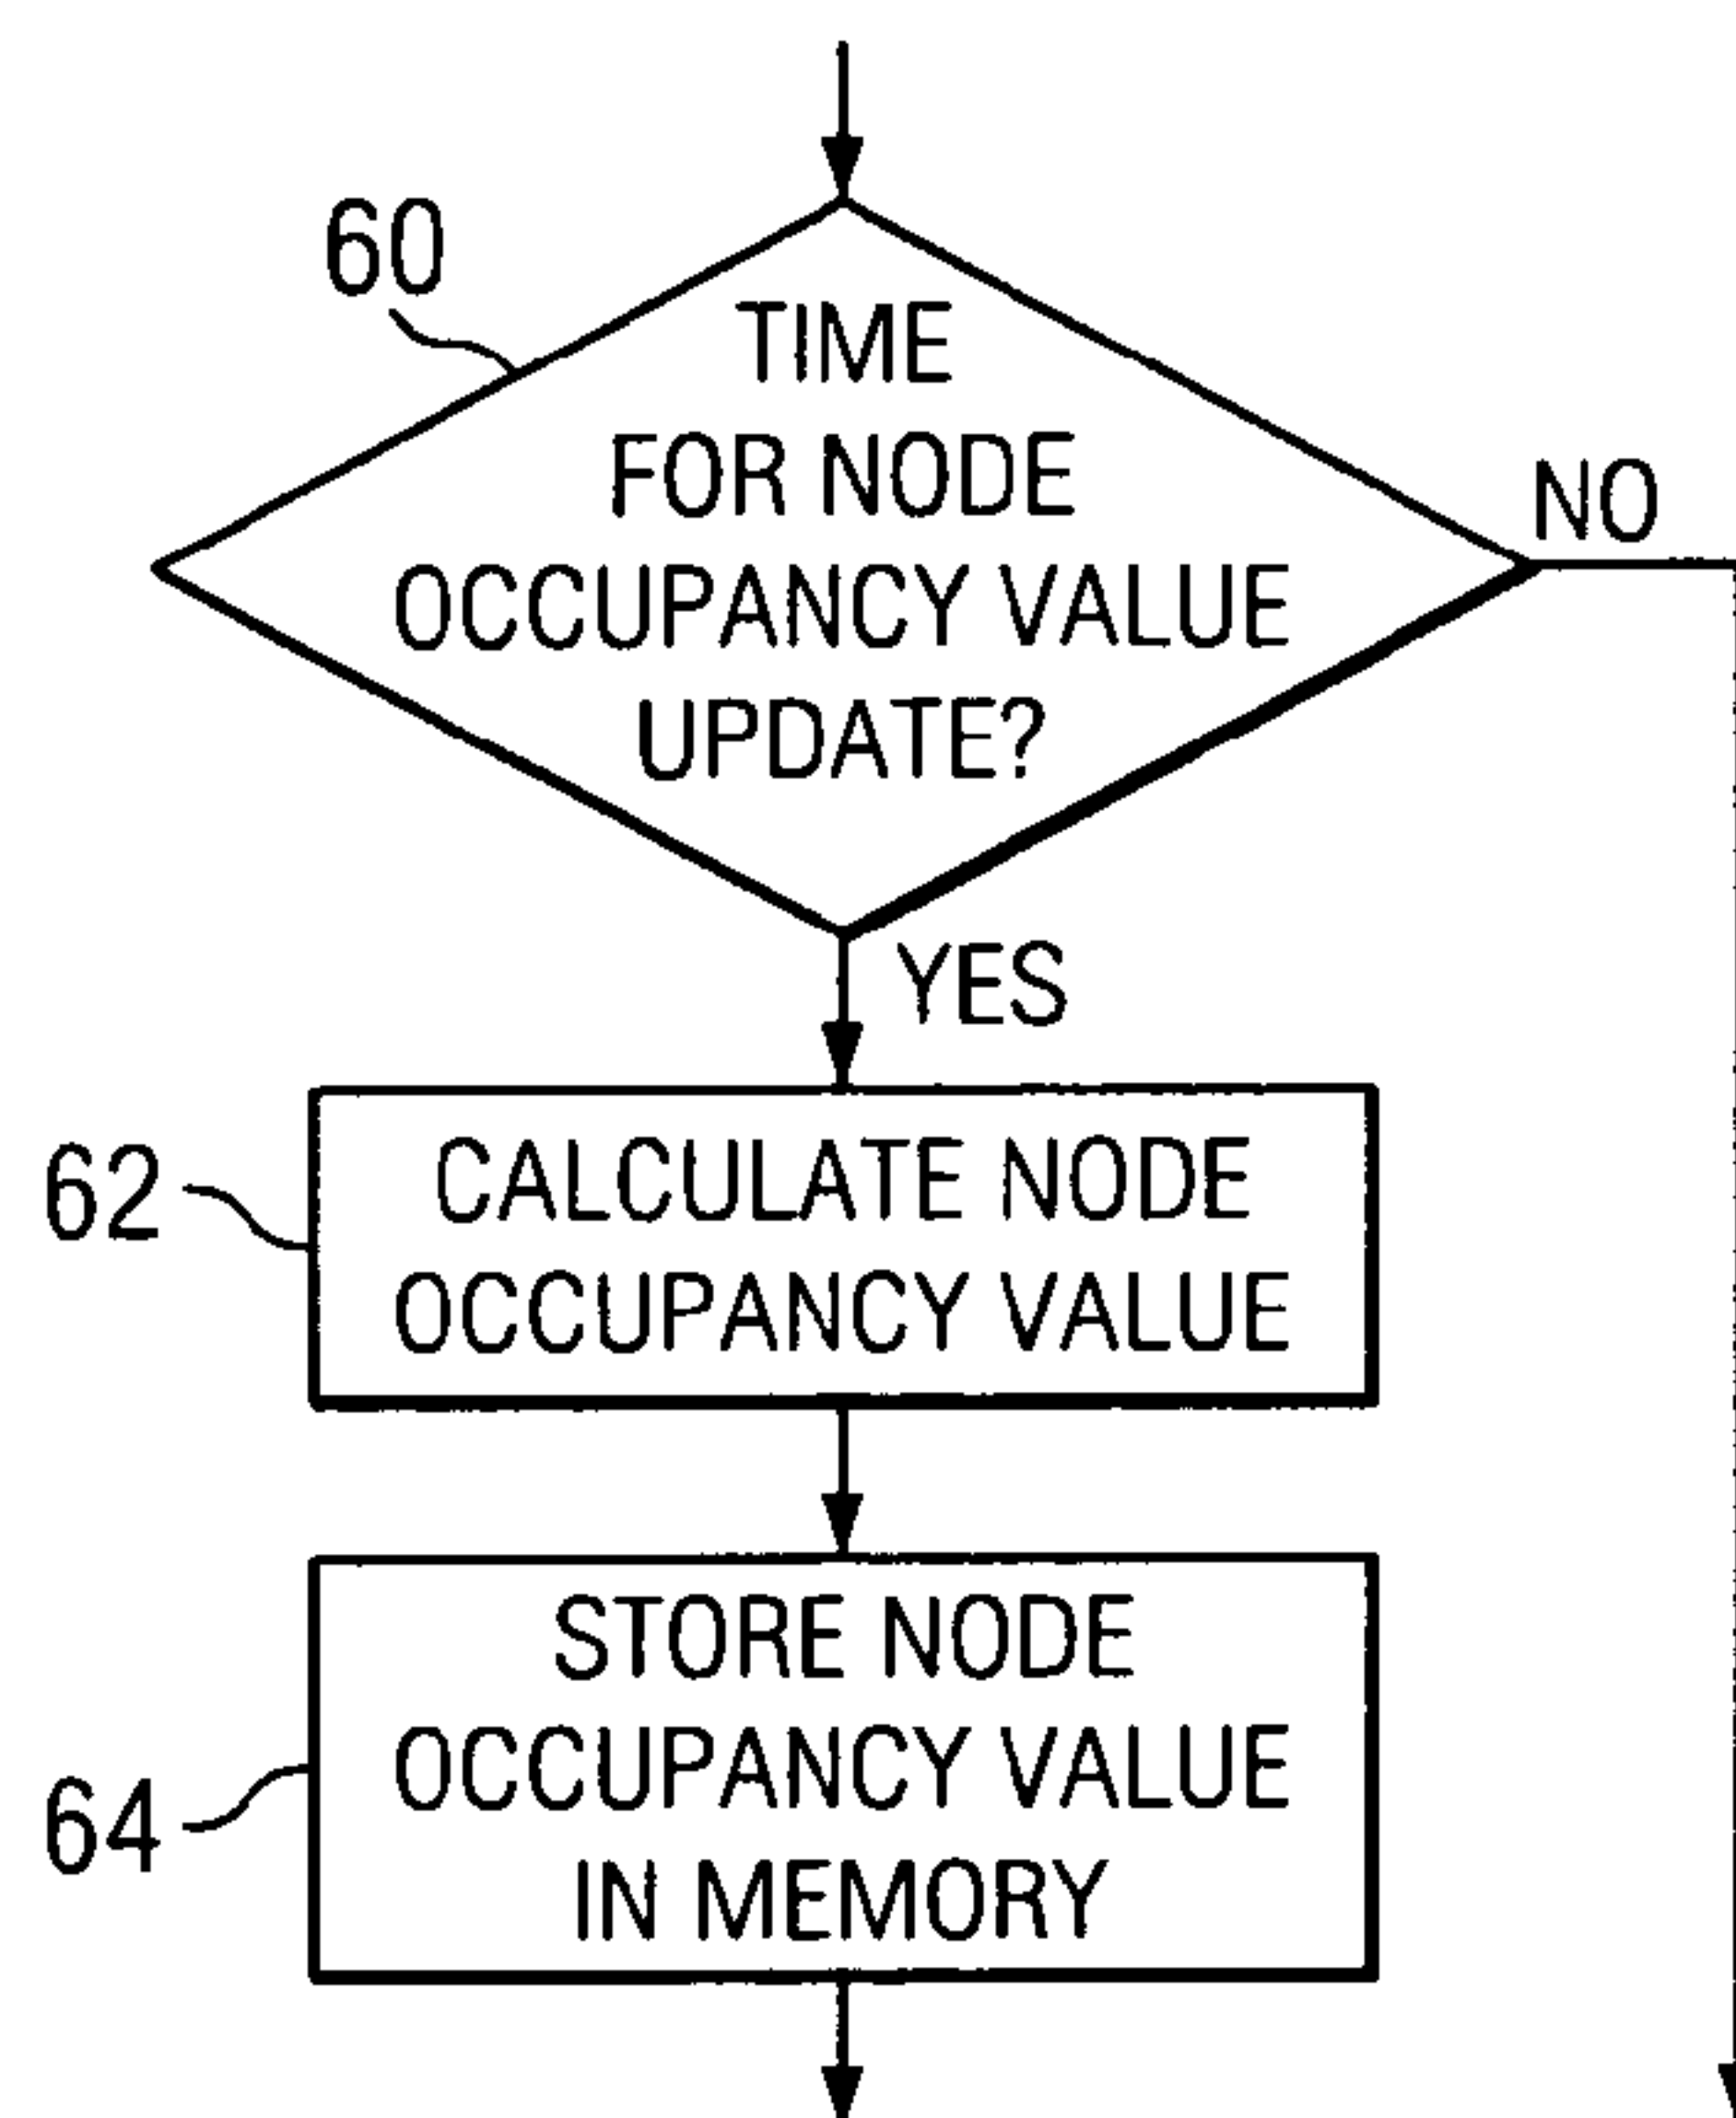 60
TIME
FOR NODE
OCCUPANCY VALUE
UPDATE?
NO
YES
62
CALCULATE NODE
OCCUPANCY VALUE
64
STORE NODE
OCCUPANCY VALUE
IN MEMORY